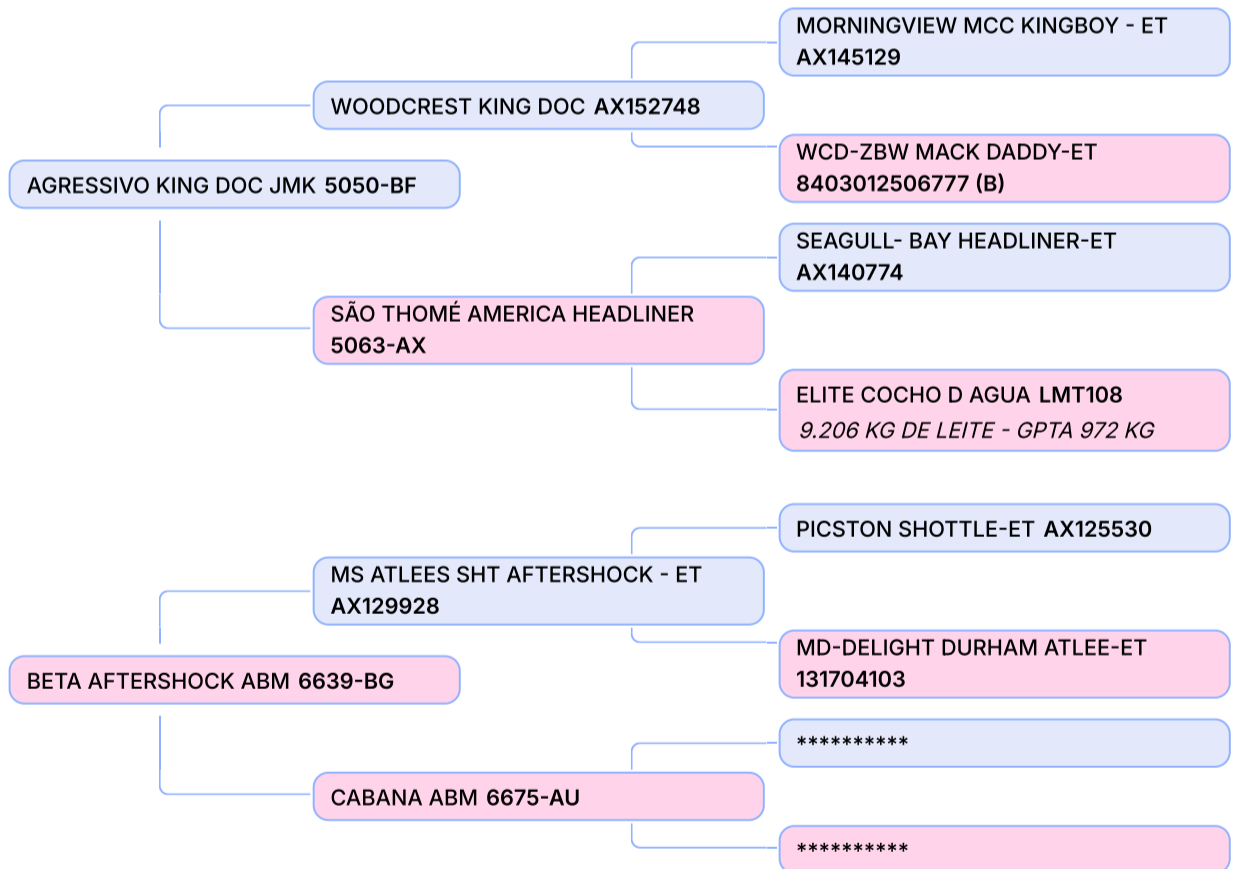 MORNINGVIEW MCC KINGBOY - ET
AX145129
WOODCREST KING DOC AX152748
WCD-ZBW MACK DADDY-ET
8403012506777 (B)
AGRESSIVO KING DOC JMK 5050-BF
SEAGULL- BAY HEADLINER-ET
AX140774
SÃO THOMÉ AMERICA HEADLINER
5063-AX
ELITE COCHO D AGUA LMT108
9.206 KG DE LEITE - GPTA 972 KG
PICSTON SHOTTLE-ET AX125530
MS ATLEES SHT AFTERSHOCK - ET
AX129928
MD-DELIGHT DURHAM ATLEE-ET
131704103
BETA AFTERSHOCK ABM 6639-BG
**********
CABANA ABM 6675-AU
**********